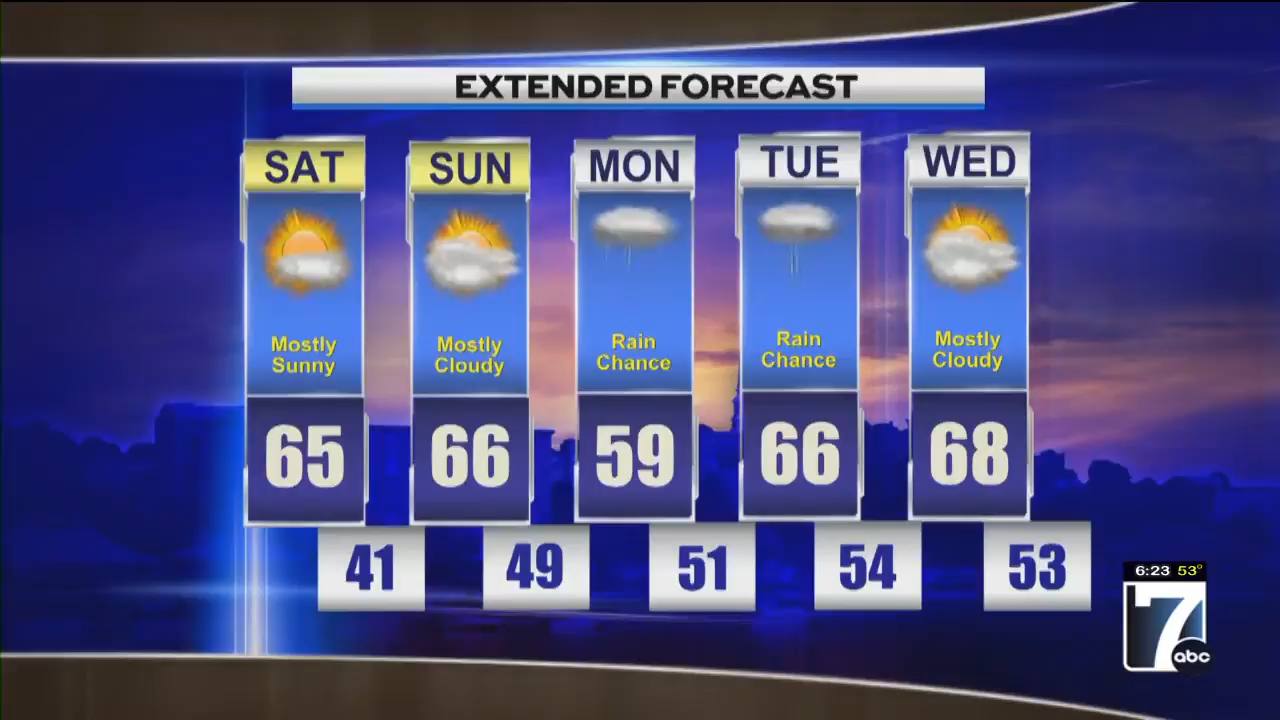 EXTENDED FORECAST
SAT
SUN
MON
TUE
WED
Mostly
Sunny
Mostly
Cloudy
Rain
Chance
Rain
Chance
Mostly
Cloudy
65
66
59
66
68
41
49
51
54
53
6:23 53°
7
abc